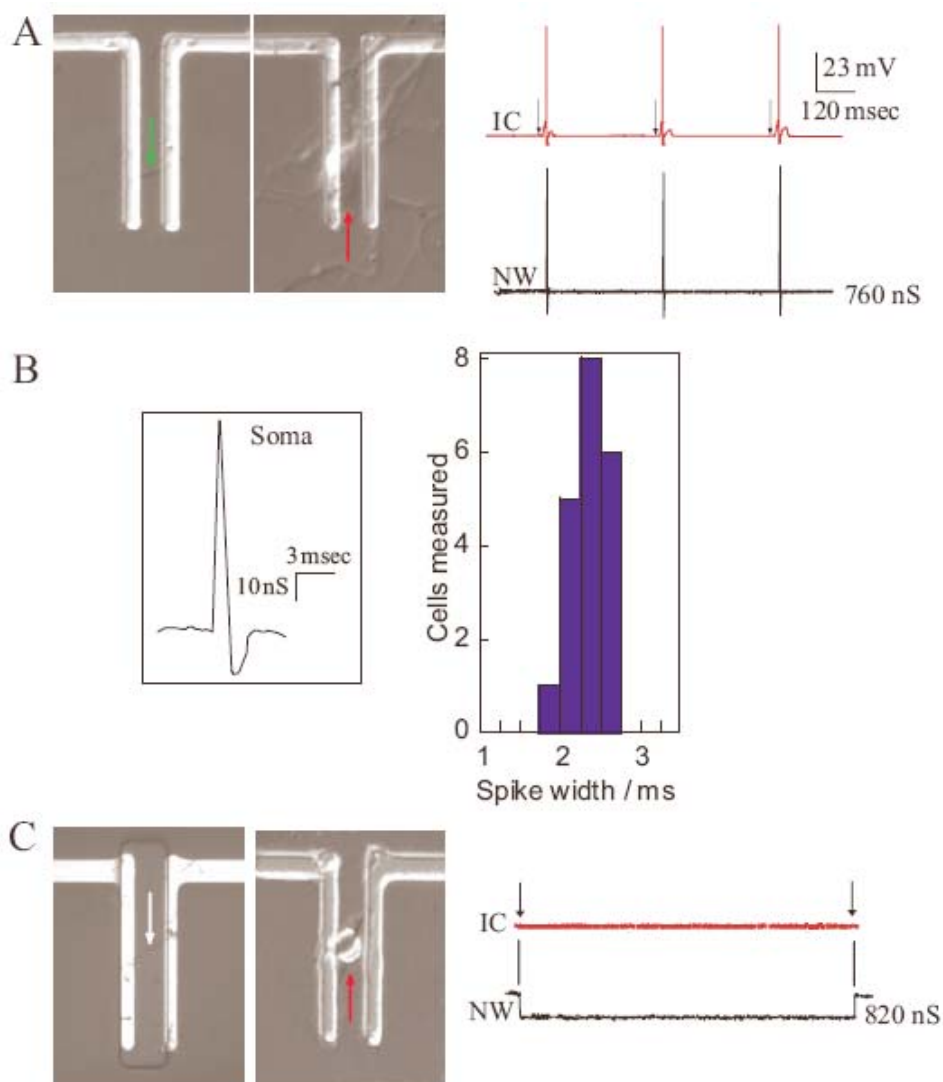 A
23 mV
120 msec
IC
NW
760 nS
B
Soma
3 msec
10 nS
8
6
4
2
0
Cells measured
1 2 3
Spike width / ms
C
IC
NW
820 nS